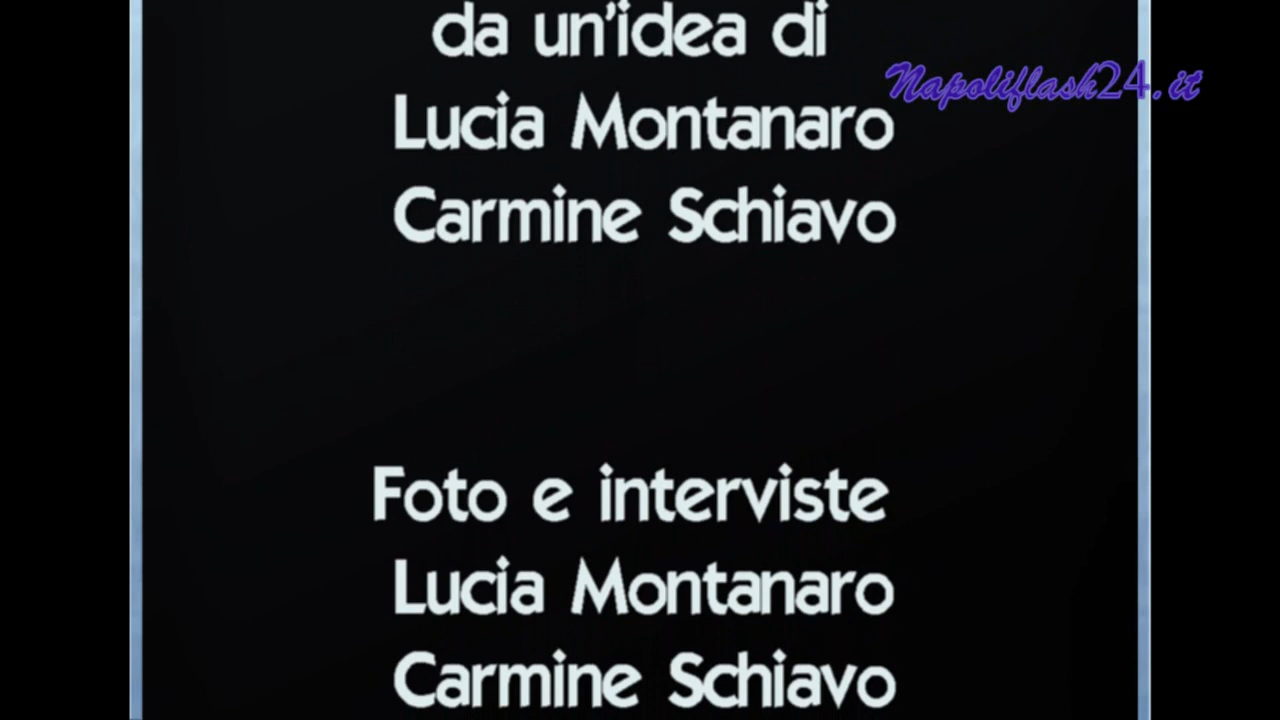 da un'idea di
Napoliflash24.it
Lucia Montanaro
Carmine Schiavo
Foto e interviste
Lucia Montanaro
Carmine Schiavo